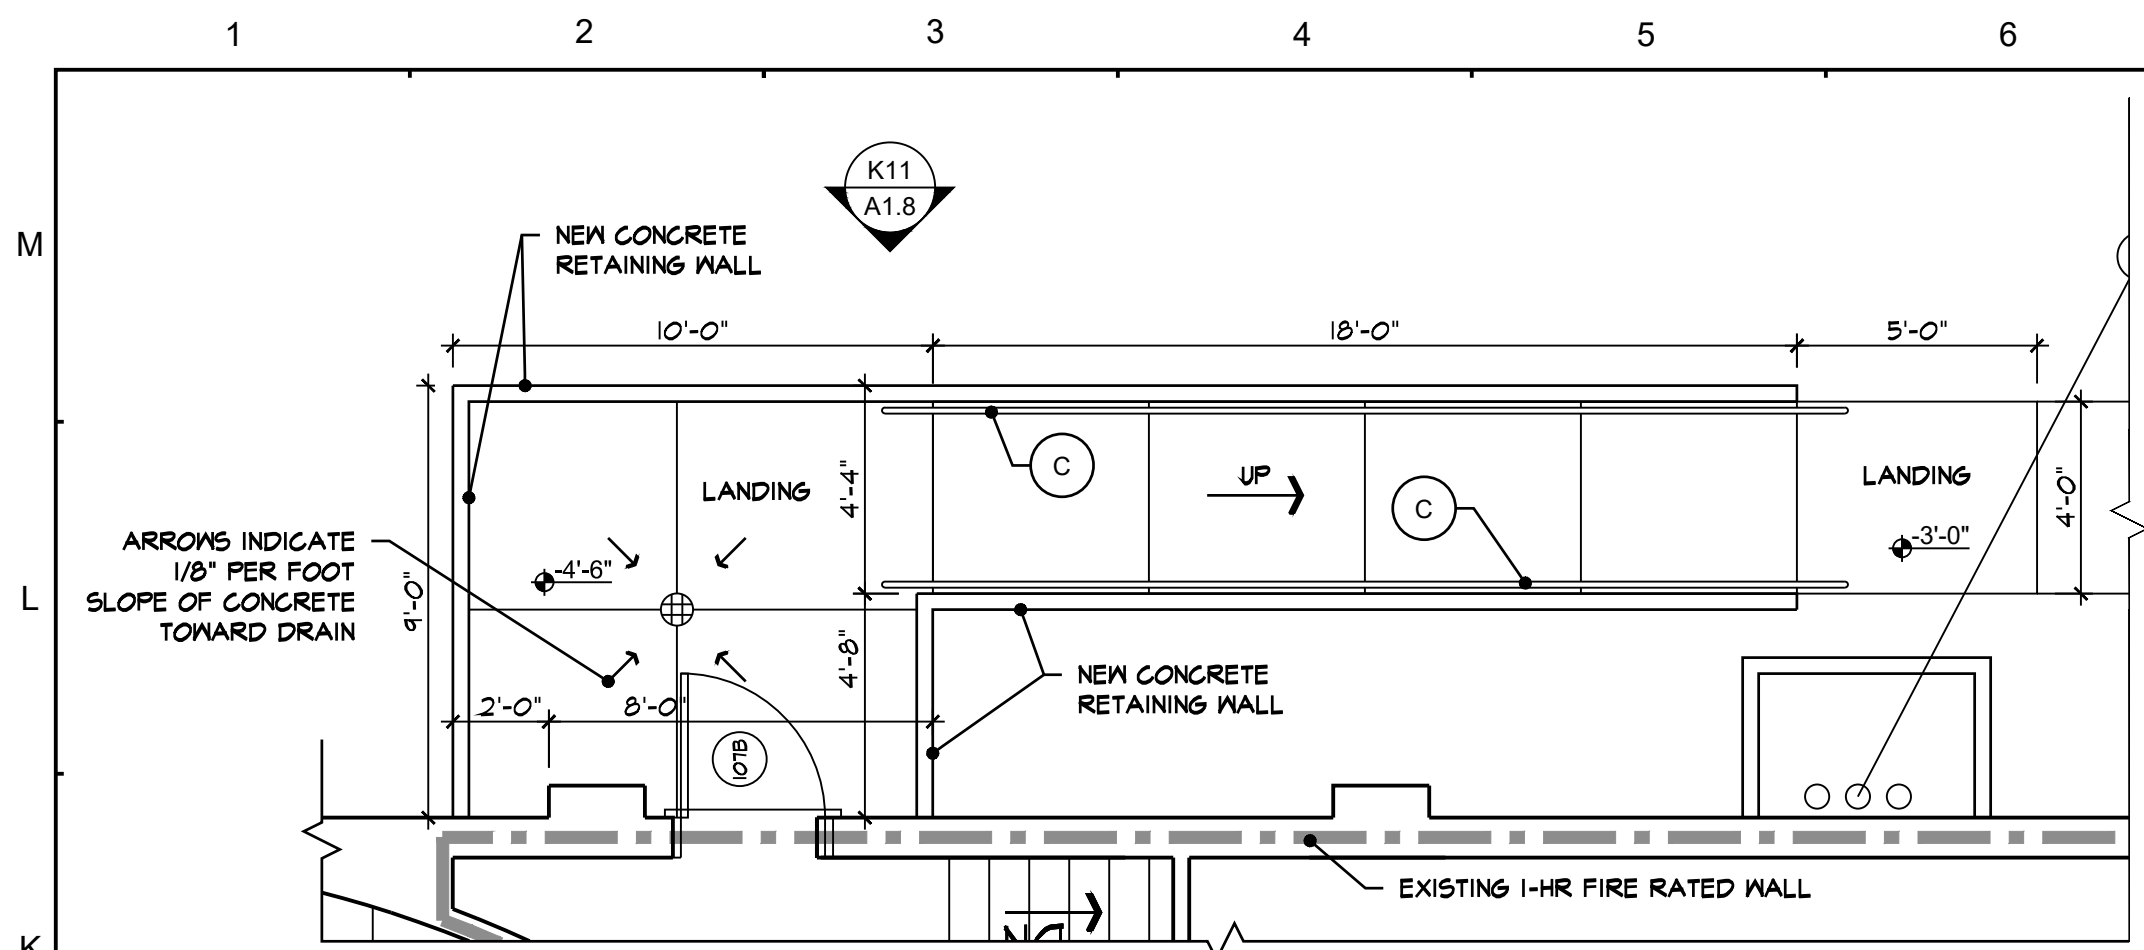 1 2 3 4 5 6
K11
A1.8
M
NEW CONCRETE
RETAINING WALL
10'-0" 18'-0" 5'-0"
C
UP
LANDING
4'-4"
LANDING
4'-0"
C
ARROWS INDICATE
1/8" PER FOOT
SLOPE OF CONCRETE
TOWARD DRAIN
-4'-6"
-3'-0"
L
9'-0"
4'-8"
NEW CONCRETE
RETAINING WALL
2'-0" 8'-0"
107B
EXISTING 1-HR FIRE RATED WALL
DN
K